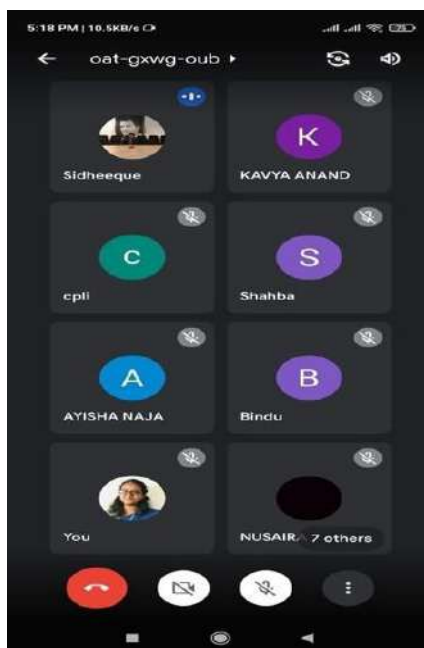 5:18 PM | 10.5KB/s
oat-gxwg-oub
K
Sidheeque
KAVYA ANAND
C
S
cpli
Shahba
A
B
AYISHA NAJA
Bindu
You
NUSAIRA
7 others